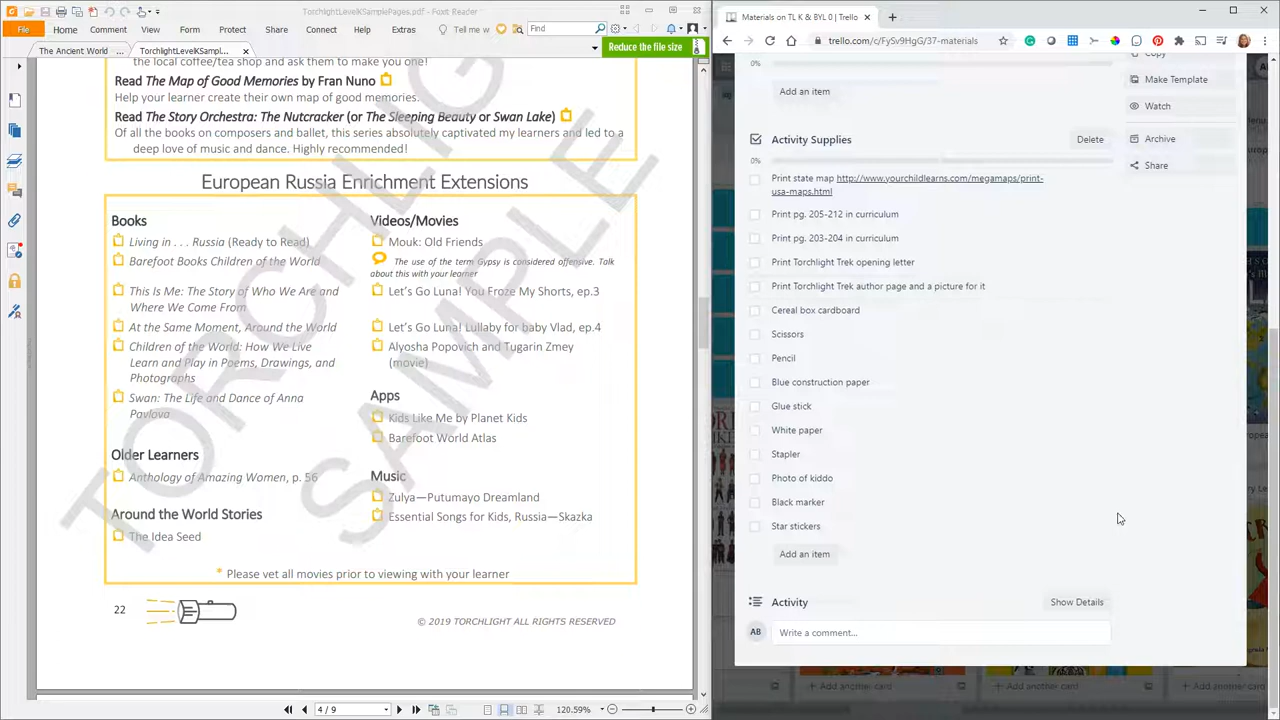 TorchlightLevelKSamplePages.pdf - Foxit Reader
File
Home
Comment
View
Form
Protect
Share
Connect
Help
Extras
Tell me w
Find
The Ancient World ...
TorchlightLevelKSampl...
Reduce the file size
the local coffee/tea shop and ask them to make you one!
Read The Map of Good Memories by Fran Nuno
Help your learner create their own map of good memories.
Read The Story Orchestra: The Nutcracker (or The Sleeping Beauty or Swan Lake)
Of all the books on composers and ballet, this series absolutely captivated my learners and led to a
deep love of music and dance. Highly recommended!
European Russia Enrichment Extensions
Books
Living in . . . Russia (Ready to Read)
Barefoot Books Children of the World
This Is Me: The Story of Who We Are and
Where We Come From
At the Same Moment, Around the World
Children of the World: How We Live
Learn and Play in Poems, Drawings, and
Photographs
Swan: The Life and Dance of Anna
Pavlova
Older Learners
Anthology of Amazing Women, p. 56
Around the World Stories
The Idea Seed
Videos/Movies
Mouk: Old Friends
The use of the term Gypsy is considered offensive. Talk
about this with your learner
Let's Go Luna! You Froze My Shorts, ep.3
Let's Go Luna! Lullaby for baby Vlad, ep.4
Alyosha Popovich and Tugarin Zmey
(movie)
Apps
Kids Like Me by Planet Kids
Barefoot World Atlas
Music
Zulya—Putumayo Dreamland
Essential Songs for Kids, Russia—Skazka
* Please vet all movies prior to viewing with your learner
22
© 2019 TORCHLIGHT ALL RIGHTS RESERVED
TORCHLIG
SAMPLE
4 / 9
120.59%
Materials on TL K & BYL 0 | Trello
trello.com/c/FySv9HgG/37-materials
0%
Add an item
Copy
Make Template
Watch
Archive
Share
Activity Supplies
Delete
0%
Print state map http://www.yourchildlearns.com/megamaps/print-
usa-maps.html
Print pg. 205-212 in curriculum
Print pg. 203-204 in curriculum
Print Torchlight Trek opening letter
Print Torchlight Trek author page and a picture for it
Cereal box cardboard
Scissors
Pencil
Blue construction paper
Glue stick
White paper
Stapler
Photo of kiddo
Black marker
Star stickers
Add an item
Activity
Show Details
AB
Write a comment...
+ Add another card
+ Add another card
+ Add another card